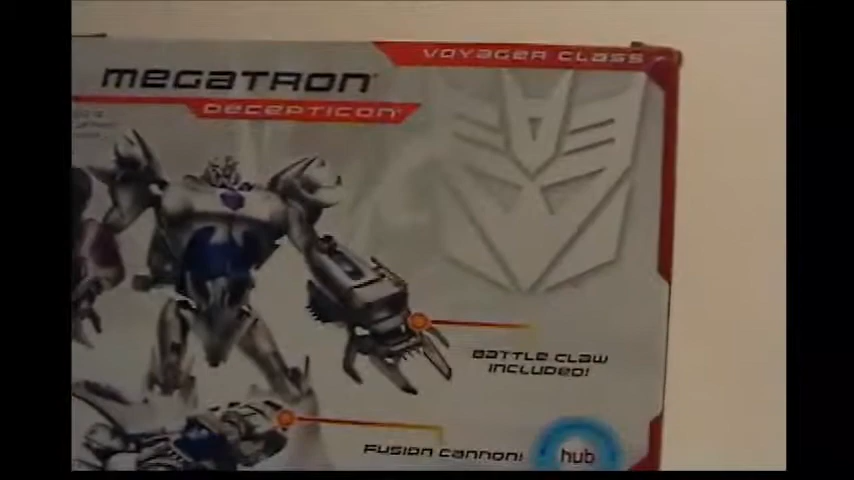 VOYAGER CLASS
MEGATRON
DECEPTICON
BATTLE CLAW
INCLUDED!
FUSION CANNON!
hub